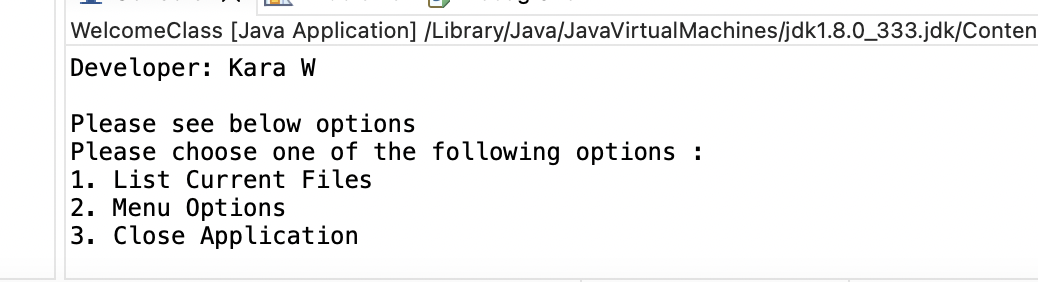 WelcomeClass [Java Application] /Library/Java/JavaVirtualMachines/jdk1.8.0_333.jdk/Conten
Developer: Kara W
Please see below options
Please choose one of the following options :
1. List Current Files
2. Menu Options
3. Close Application